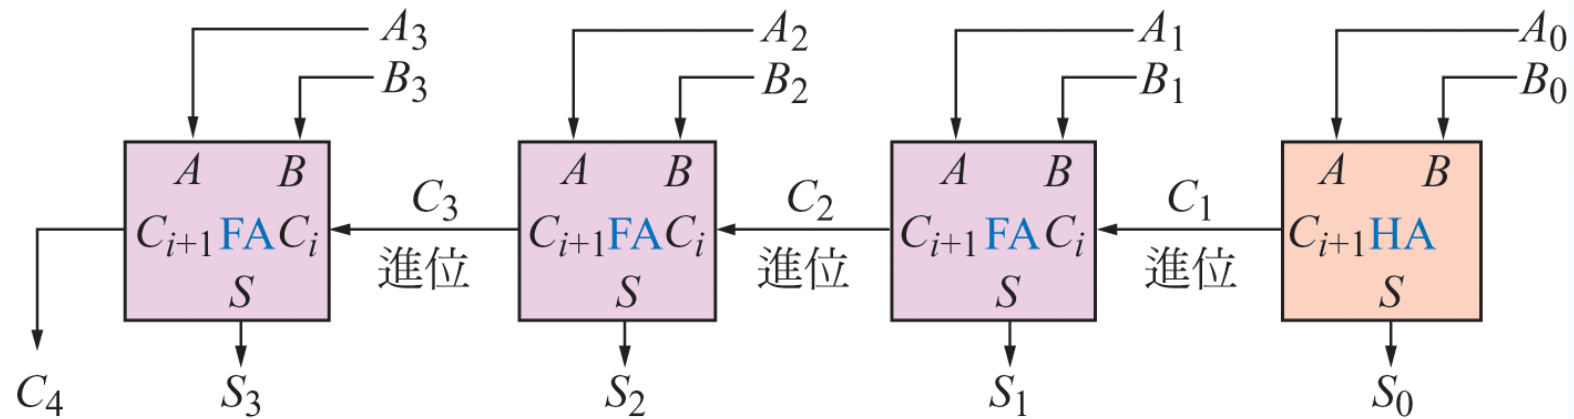 A₃ A₂ A₁ A₀
B₃ B₂ B₁ B₀
A B A B A B A B
C₃ C₂ C₁
Cᵢ₊₁ FA Cᵢ Cᵢ₊₁ FA Cᵢ Cᵢ₊₁ FA Cᵢ Cᵢ₊₁ HA
進位 進位 進位
S S S S
C₄ S₃ S₂ S₁ S₀